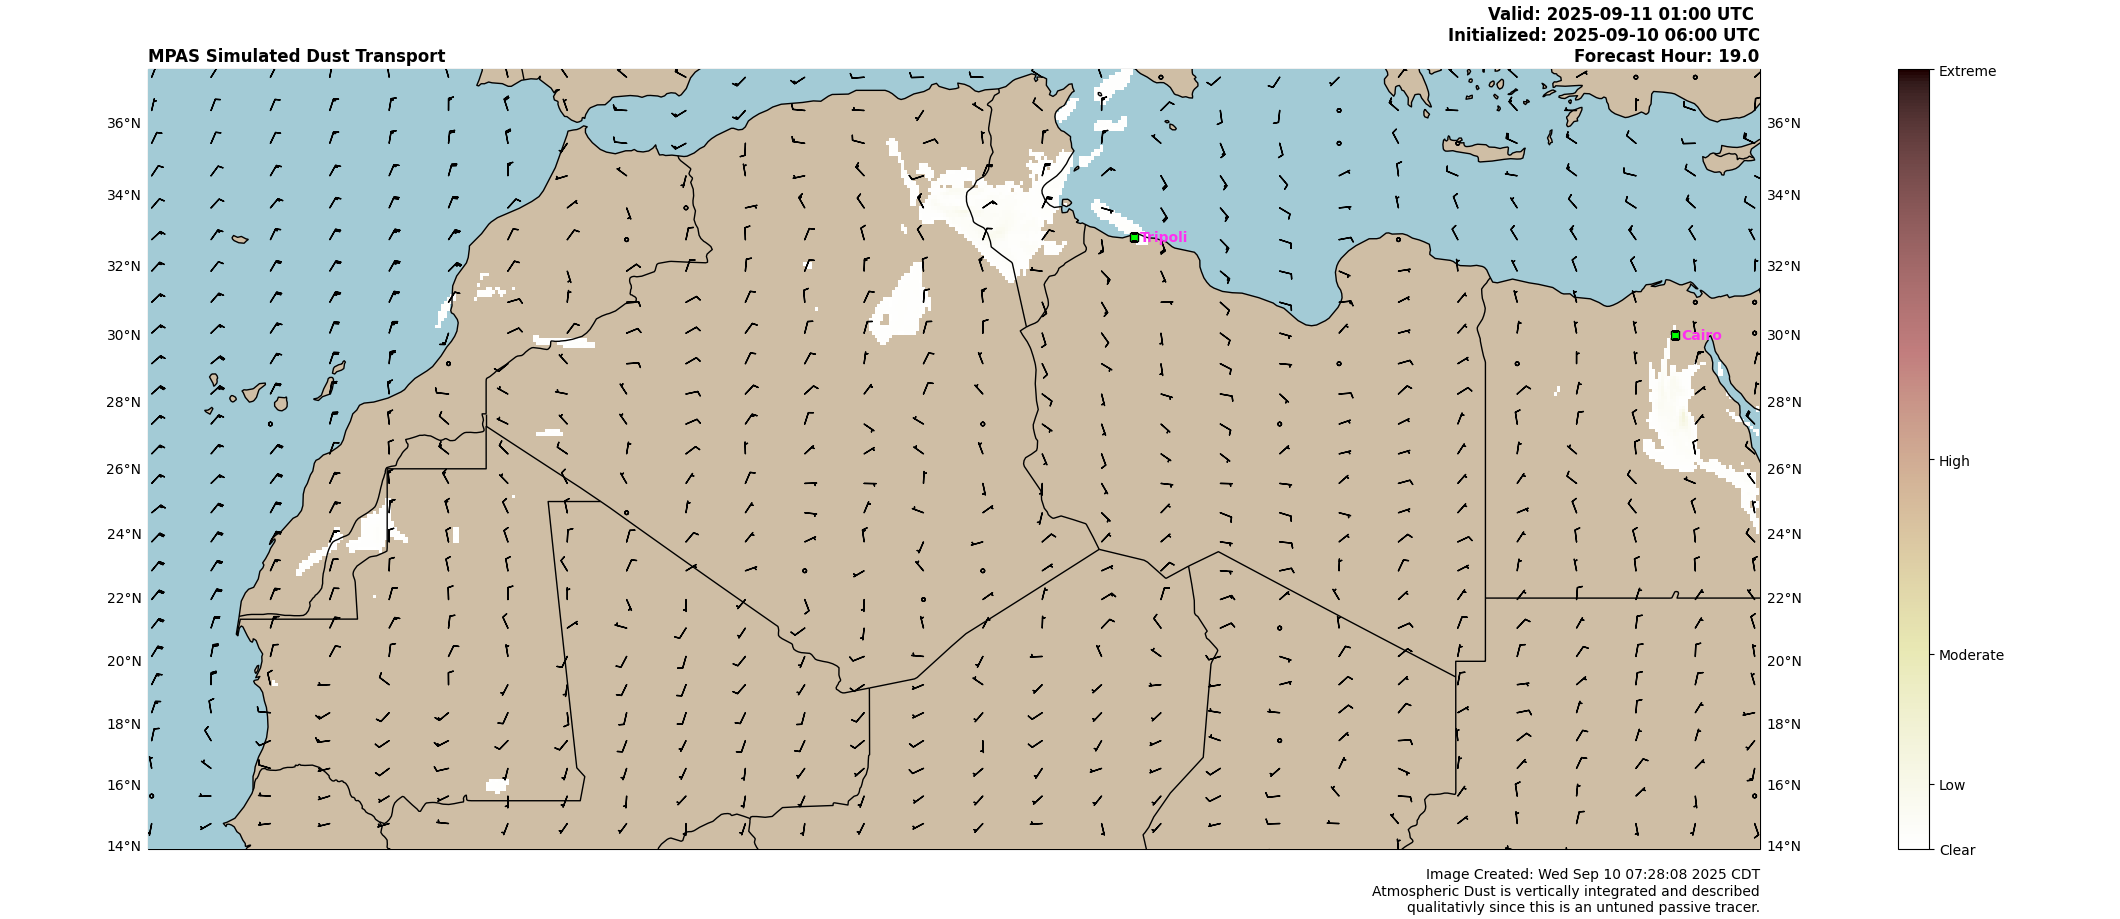 Valid: 2025-09-11 01:00 UTC
Initialized: 2025-09-10 06:00 UTC
MPAS Simulated Dust Transport
Forecast Hour: 19.0
Extreme
36°N
36°N
34°N
34°N
Tripoli
32°N
32°N
30°N
Cairo
30°N
28°N
28°N
26°N
26°N
High
24°N
24°N
22°N
22°N
20°N
20°N
Moderate
18°N
18°N
16°N
16°N
Low
14°N
14°N
Clear
Image Created: Wed Sep 10 07:28:08 2025 CDT
Atmospheric Dust is vertically integrated and described
qualitativly since this is an untuned passive tracer.